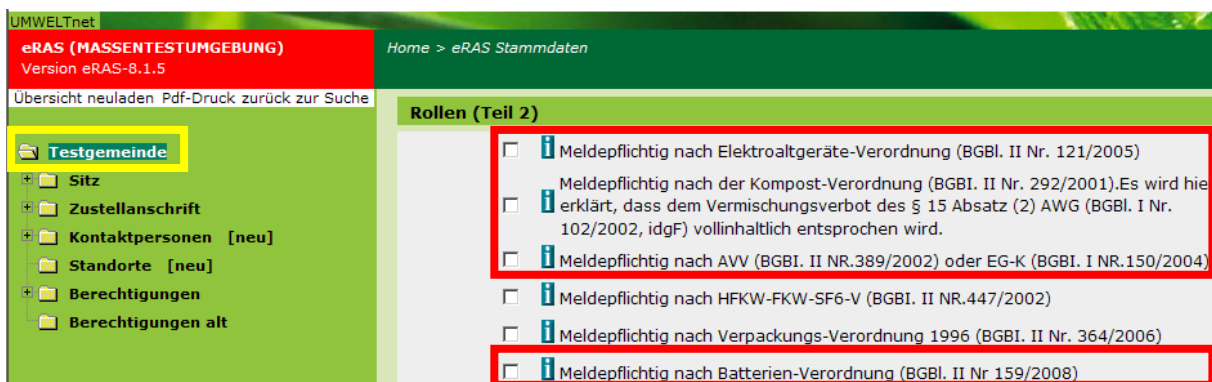 UMWELTnet
eRAS (MASSENTESTUMGEBUNG)
Version eRAS-8.1.5
Home > eRAS Stammdaten
Übersicht neuladen Pdf-Druck zurück zur Suche
Testgemeinde
Sitz
Zustellanschrift
Kontaktpersonen [neu]
Standorte [neu]
Berechtigungen
Berechtigungen alt
Rollen (Teil 2)
Meldepflichtig nach Elektroaltgeräte-Verordnung (BGBl. II Nr. 121/2005)
Meldepflichtig nach der Kompost-Verordnung (BGBI. II Nr. 292/2001).Es wird hie
erklärt, dass dem Vermischungsverbot des § 15 Absatz (2) AWG (BGBl. I Nr.
102/2002, idgF) vollinhaltlich entsprochen wird.
Meldepflichtig nach AVV (BGBI. II NR.389/2002) oder EG-K (BGBI. I NR.150/2004)
Meldepflichtig nach HFKW-FKW-SF6-V (BGBI. II NR.447/2002)
Meldepflichtig nach Verpackungs-Verordnung 1996 (BGBI. II Nr. 364/2006)
Meldepflichtig nach Batterien-Verordnung (BGBl. II Nr 159/2008)